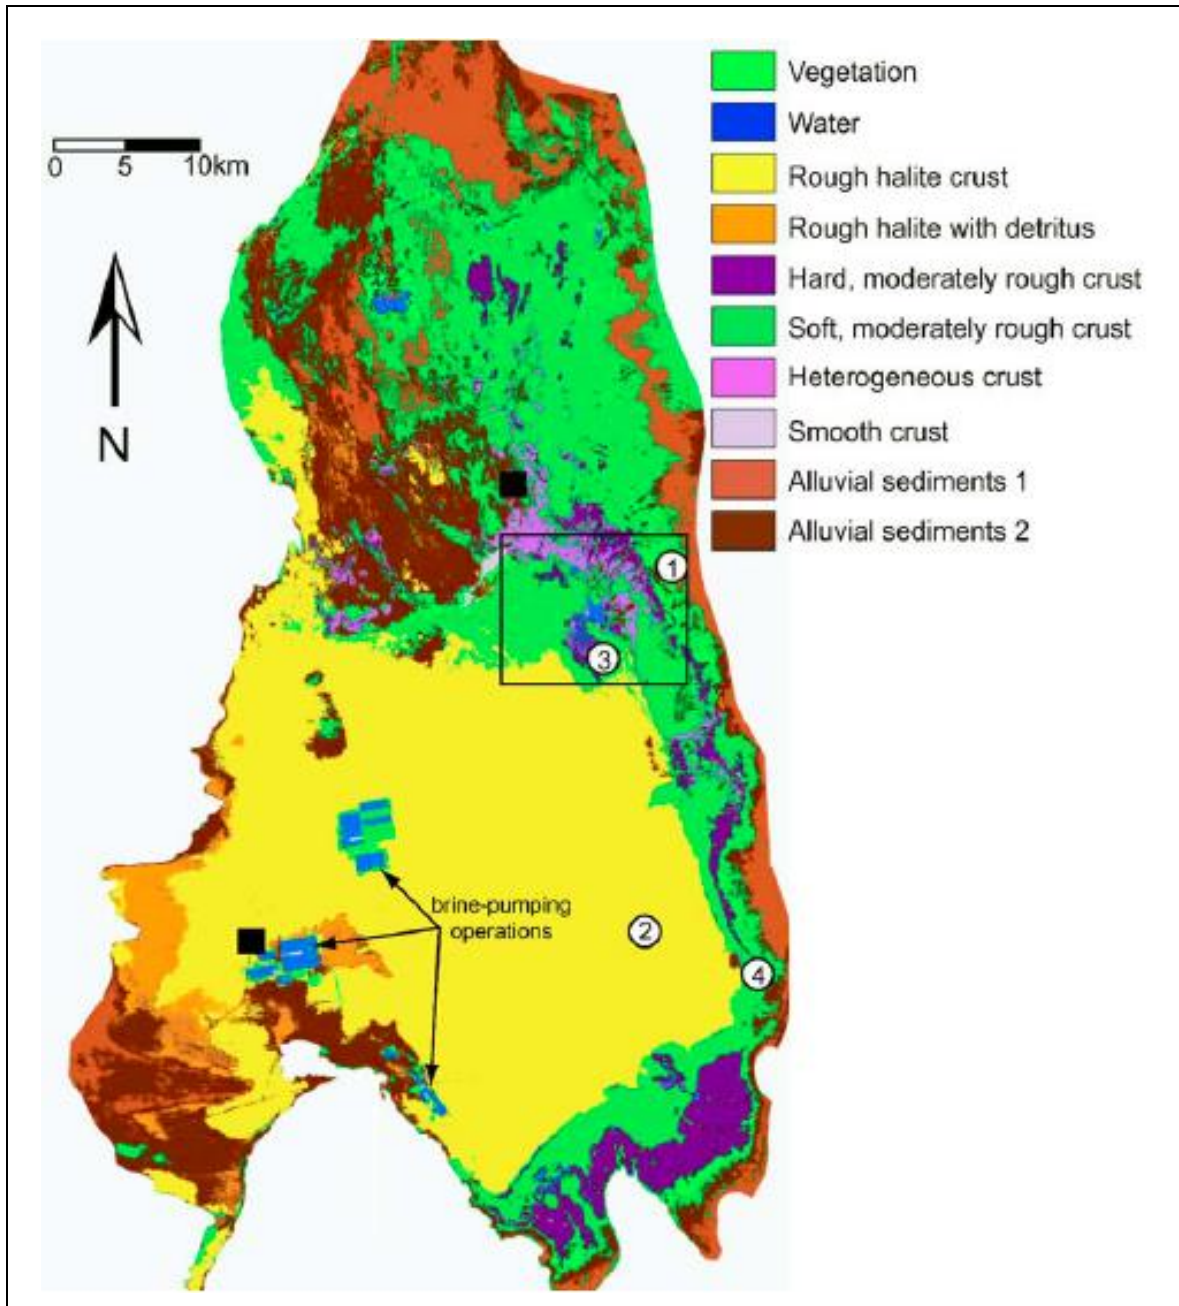 Vegetation
Water
Rough halite crust
Rough halite with detritus
Hard, moderately rough crust
Soft, moderately rough crust
Heterogeneous crust
Smooth crust
Alluvial sediments 1
Alluvial sediments 2
0 5 10km
N
1
3
brine-pumping
operations
2
4